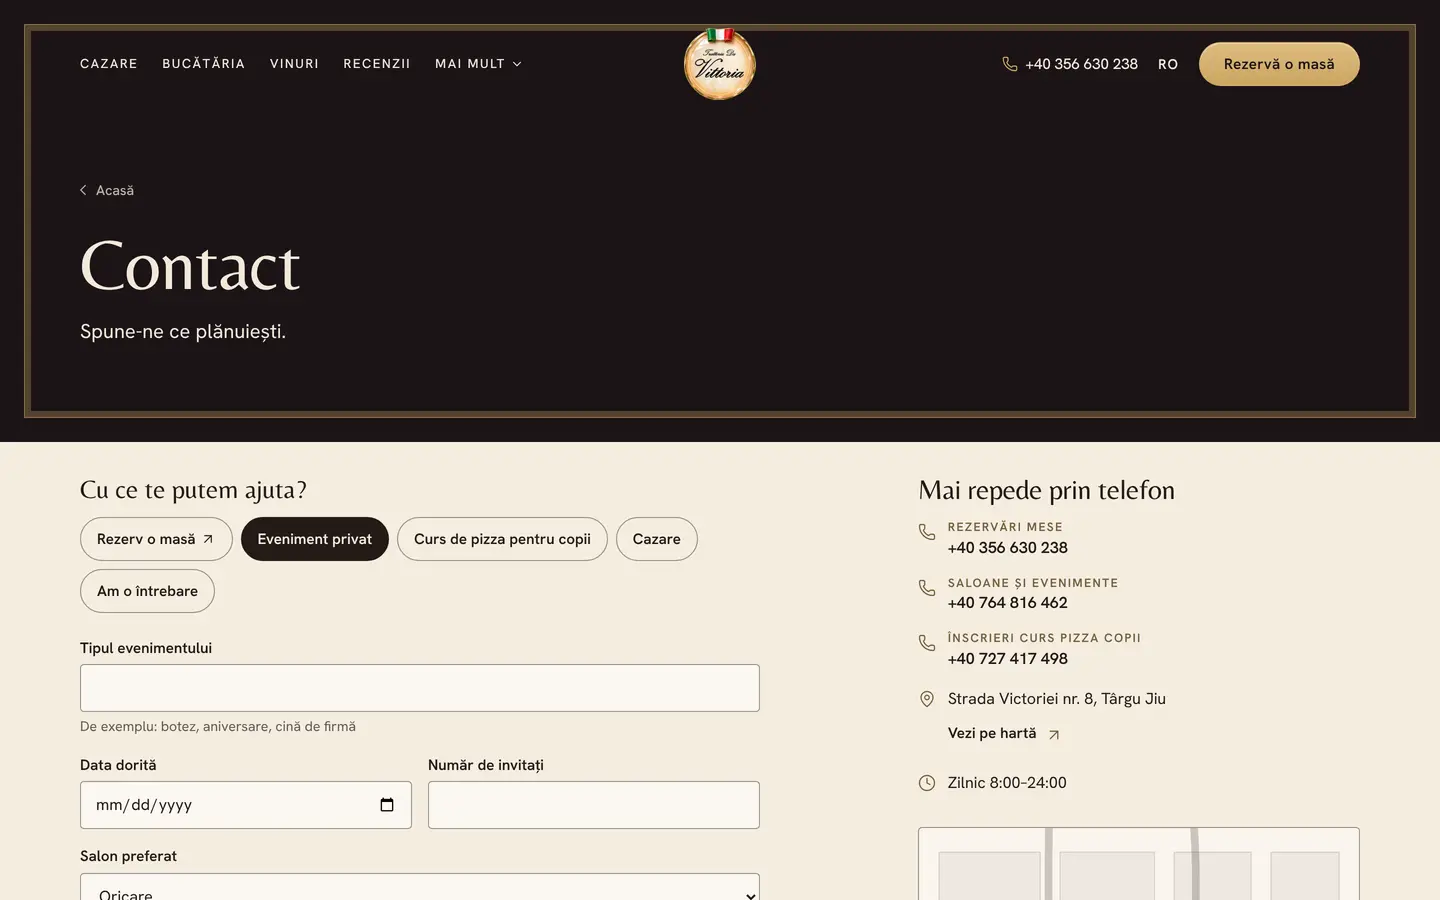 CAZARE
BUCĂTĂRIA
VINURI
RECENZII
MAI MULT
Trattoria Da
Vittoria
+40 356 630 238
RO
Rezervă o masă
Acasă
Contact
Spune-ne ce plănuiești.
Cu ce te putem ajuta?
Rezerv o masă
Eveniment privat
Curs de pizza pentru copii
Cazare
Am o întrebare
Tipul evenimentului
De exemplu: botez, aniversare, cină de firmă
Data dorită
Număr de invitați
mm/dd/yyyy
Salon preferat
Oricare
Mai repede prin telefon
REZERVĂRI MESE
+40 356 630 238
SALOANE ȘI EVENIMENTE
+40 764 816 462
ÎNSCRIERI CURS PIZZA COPII
+40 727 417 498
Strada Victoriei nr. 8, Târgu Jiu
Vezi pe hartă
Zilnic 8:00–24:00